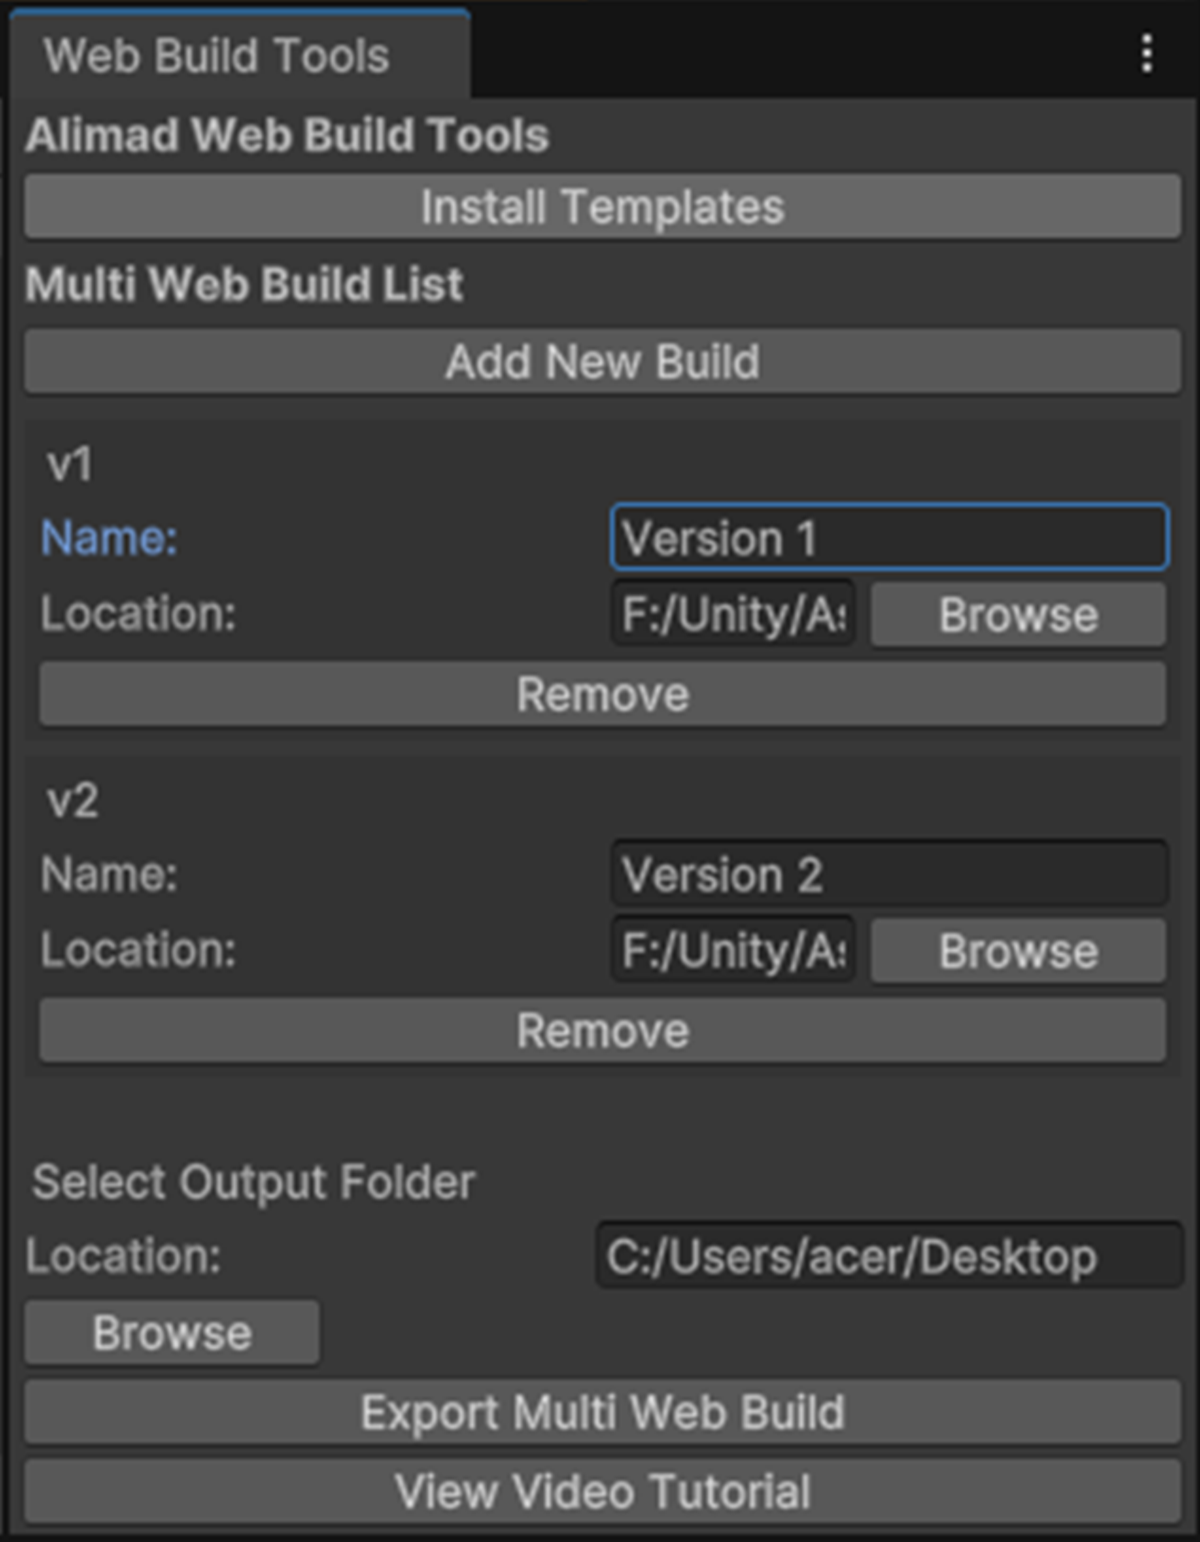 Web Build Tools
Alimad Web Build Tools
Install Templates
Multi Web Build List
Add New Build
v1
Name: Version 1
Location: F:/Unity/As Browse
Remove
v2
Name: Version 2
Location: F:/Unity/As Browse
Remove
Select Output Folder
Location: C:/Users/acer/Desktop
Browse
Export Multi Web Build
View Video Tutorial